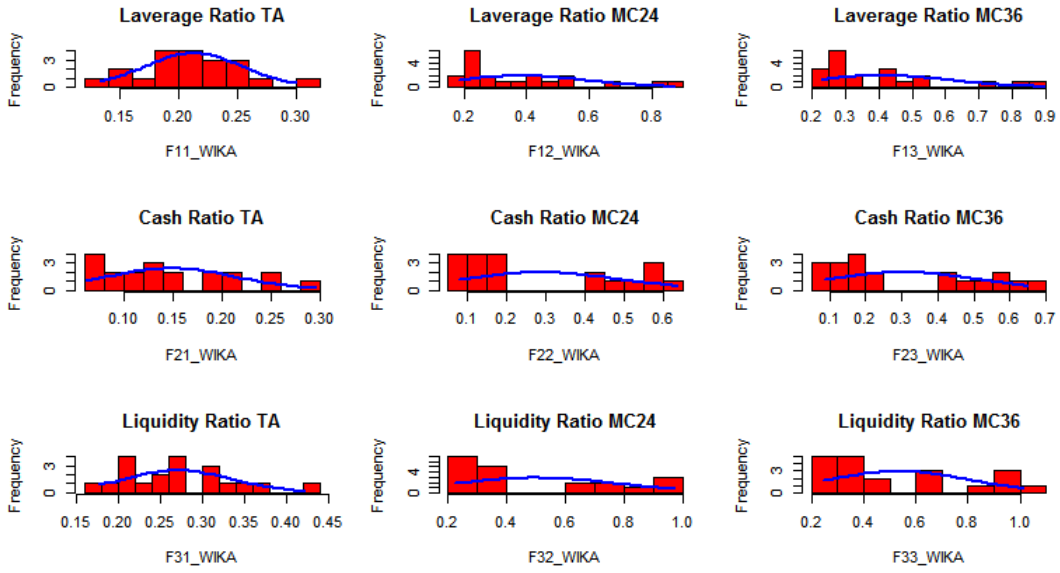 Laverage Ratio TA
Frequency
0 3
0.15 0.20 0.25 0.30
F11_WIKA
Laverage Ratio MC24
Frequency
0 4
0.2 0.4 0.6 0.8
F12_WIKA
Laverage Ratio MC36
Frequency
0 4
0.2 0.3 0.4 0.5 0.6 0.7 0.8 0.9
F13_WIKA
Cash Ratio TA
Frequency
0 3
0.10 0.15 0.20 0.25 0.30
F21_WIKA
Cash Ratio MC24
Frequency
0 3
0.1 0.2 0.3 0.4 0.5 0.6
F22_WIKA
Cash Ratio MC36
Frequency
0 3
0.1 0.2 0.3 0.4 0.5 0.6 0.7
F23_WIKA
Liquidity Ratio TA
Frequency
0 3
0.15 0.20 0.25 0.30 0.35 0.40 0.45
F31_WIKA
Liquidity Ratio MC24
Frequency
0 4
0.2 0.4 0.6 0.8 1.0
F32_WIKA
Liquidity Ratio MC36
Frequency
0 3
0.2 0.4 0.6 0.8 1.0
F33_WIKA